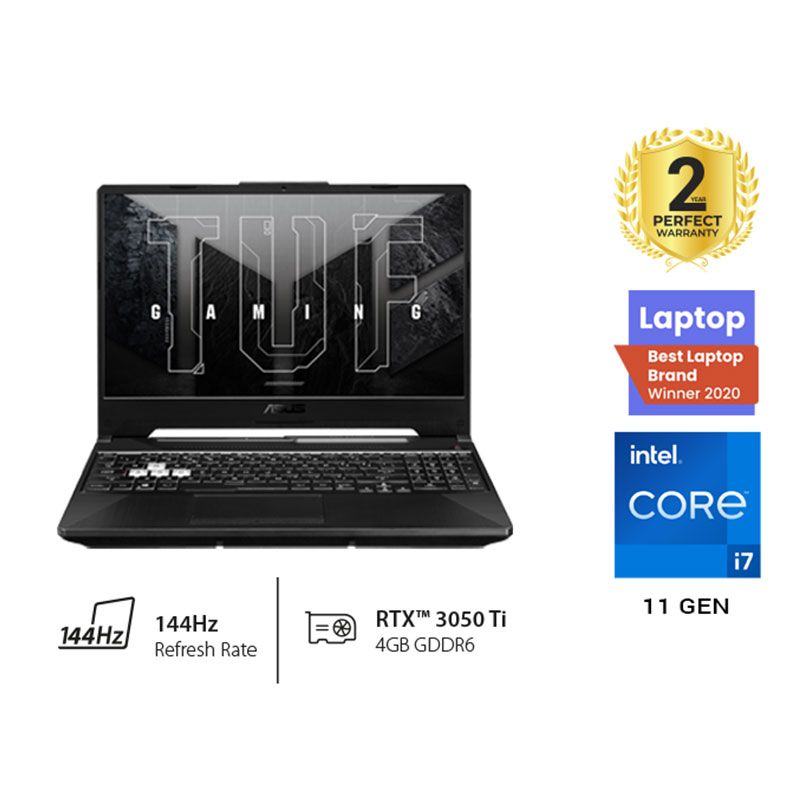 2
YEAR
PERFECT
WARRANTY
TUF
GAMING
ASUS
Laptop
Best Laptop
Brand
Winner 2020
intel.
CORE™
i7
11 GEN
144Hz
144Hz
Refresh Rate
RTX™ 3050 Ti
4GB GDDR6